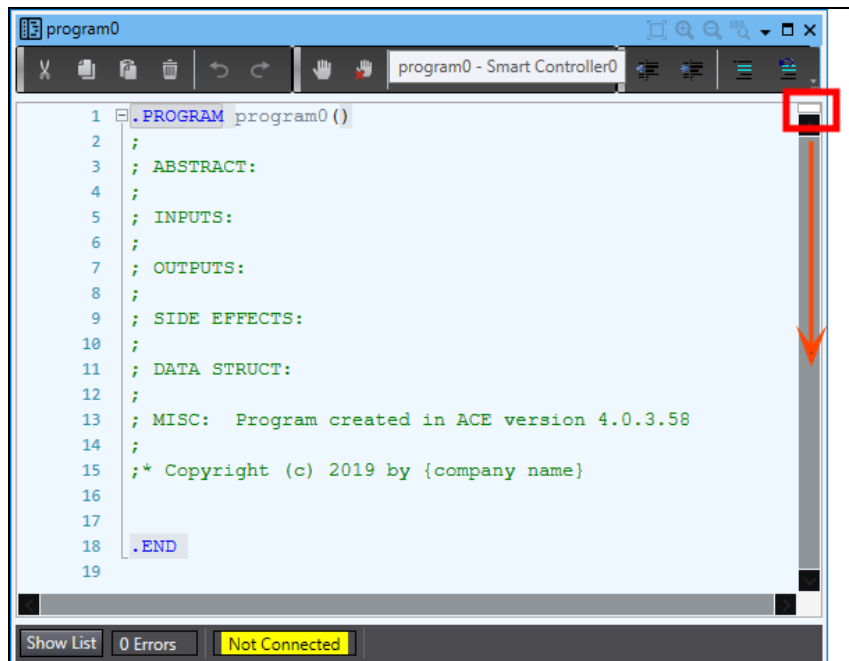 program0
program0 - Smart Controller0
1 .PROGRAM program0()
2 ;
3 ; ABSTRACT:
4 ;
5 ; INPUTS:
6 ;
7 ; OUTPUTS:
8 ;
9 ; SIDE EFFECTS:
10 ;
11 ; DATA STRUCT:
12 ;
13 ; MISC:  Program created in ACE version 4.0.3.58
14 ;
15 ;* Copyright (c) 2019 by {company name}
16
17
18 .END
19
Show List 0 Errors Not Connected